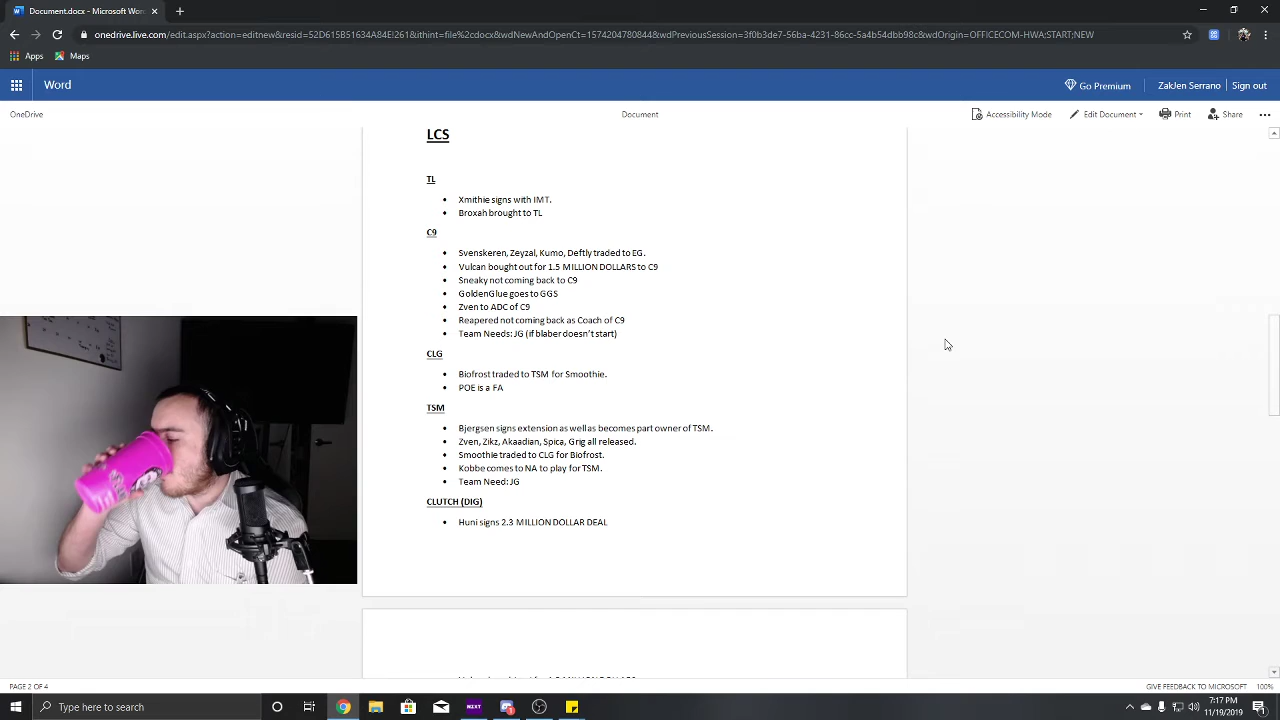 Document.docx - Microsoft Wor
onedrive.live.com/edit.aspx?action=editnew&resid=52D615B51634A84E!261&ithint=file%2cdocx&wdNewAndOpenCt=1574204780844&wdPreviousSession=3f0b3de7-56ba-4231-86cc-5a4b54dbb98c&wdOrigin=OFFICECOM-HWA;START;NEW
Apps Maps
Word Go Premium ZakJen Serrano Sign out
OneDrive Document Accessibility Mode Edit Document Print Share
LCS
TL
Xmithie signs with IMT.
Broxah brought to TL
C9
Svenskeren, Zeyzal, Kumo, Deftly traded to EG.
Vulcan bought out for 1.5 MILLION DOLLARS to C9
Sneaky not coming back to C9
GoldenGlue goes to GGS
Zven to ADC of C9
Reapered not coming back as Coach of C9
Team Needs: JG (if blaber doesn't start)
CLG
Biofrost traded to TSM for Smoothie.
POE is a FA
TSM
Bjergsen signs extension as well as becomes part owner of TSM.
Zven, Zikz, Akaadian, Spica, Grig all released.
Smoothie traded to CLG for Biofrost.
Kobbe comes to NA to play for TSM.
Team Need: JG
CLUTCH (DIG)
Huni signs 2.3 MILLION DOLLAR DEAL
PAGE 2 OF 4 GIVE FEEDBACK TO MICROSOFT 100%
Type here to search NZXT 7:17 PM
11/19/2019